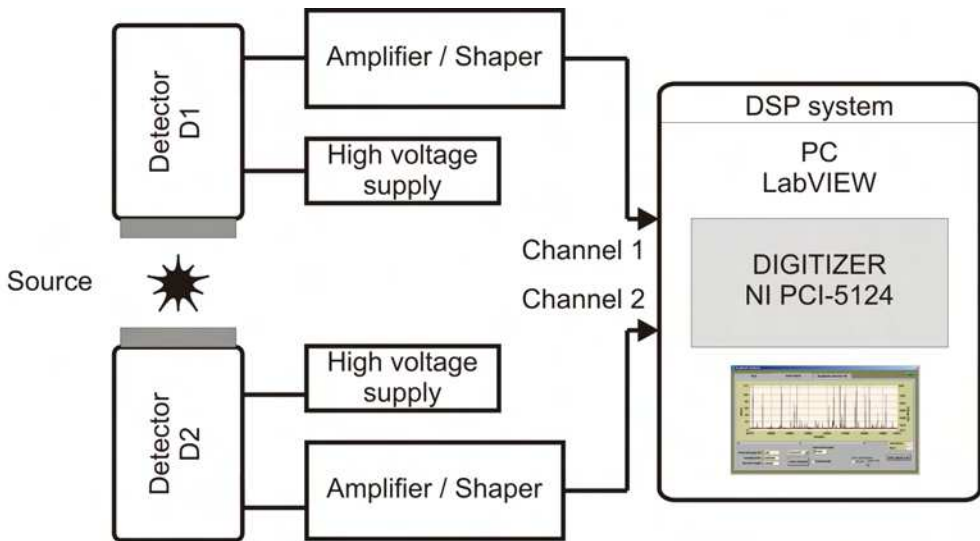 Detector
D1
Amplifier / Shaper
High voltage
supply
Source
Channel 1
Channel 2
DSP system
PC
LabVIEW
DIGITIZER
NI PCI-5124
Detector
D2
High voltage
supply
Amplifier / Shaper